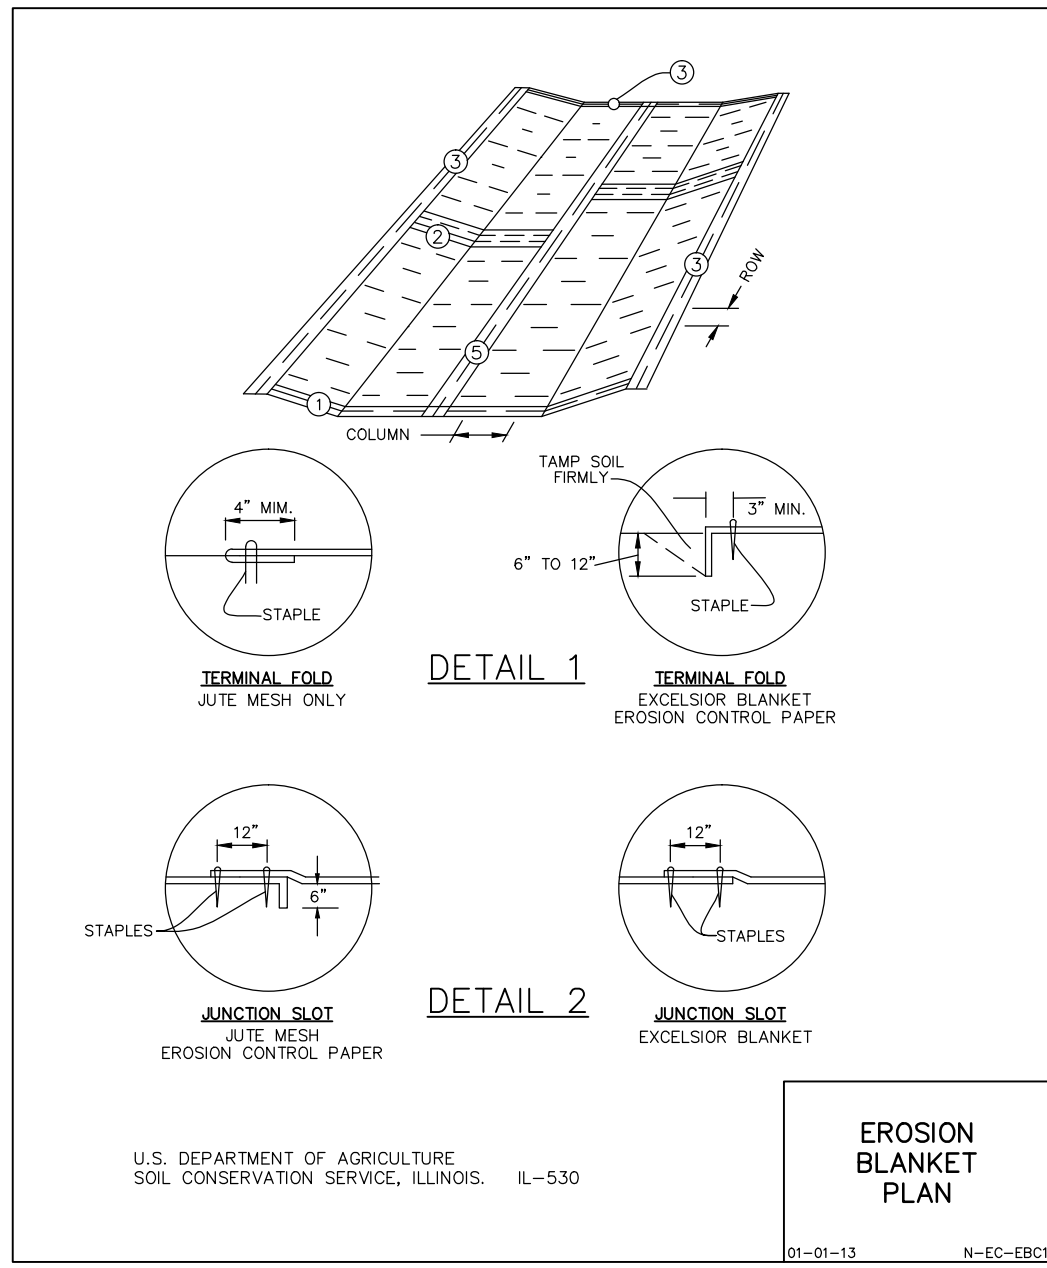 3
3
2
3
ROW
5
1
COLUMN
4" MIM.
STAPLE
TERMINAL FOLD
JUTE MESH ONLY
DETAIL 1
TAMP SOIL
FIRMLY
3" MIN.
6" TO 12"
STAPLE
TERMINAL FOLD
EXCELSIOR BLANKET
EROSION CONTROL PAPER
12"
6"
STAPLES
JUNCTION SLOT
JUTE MESH
EROSION CONTROL PAPER
DETAIL 2
12"
STAPLES
JUNCTION SLOT
EXCELSIOR BLANKET
U.S. DEPARTMENT OF AGRICULTURE
SOIL CONSERVATION SERVICE, ILLINOIS. IL-530
EROSION
BLANKET
PLAN
01-01-13 N-EC-EBC1